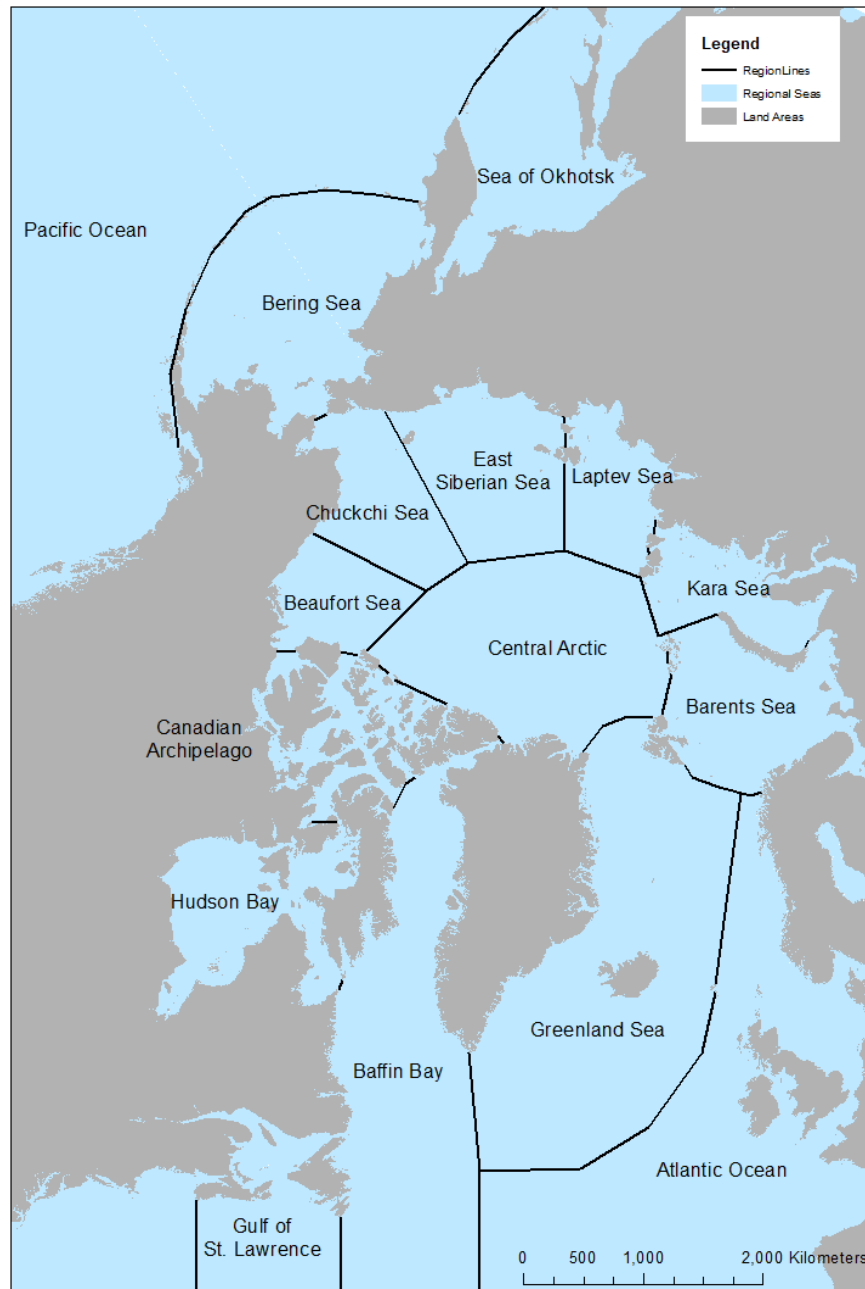 Legend
RegionLines
Regional Seas
Land Areas
Sea of Okhotsk
Pacific Ocean
Bering Sea
East
Siberian Sea
Laptev Sea
Chuckchi Sea
Kara Sea
Beaufort Sea
Central Arctic
Barents Sea
Canadian
Archipelago
Hudson Bay
Greenland Sea
Baffin Bay
Atlantic Ocean
Gulf of
St. Lawrence
0 500 1,000 2,000 Kilometers